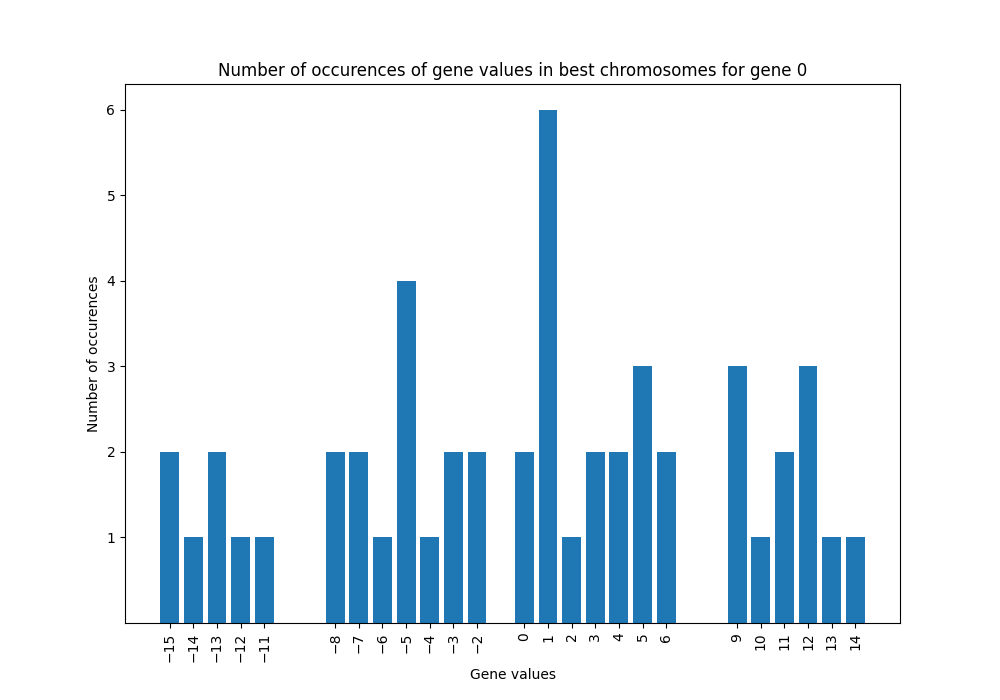 Number of occurences of gene values in best chromosomes for gene 0
Number of occurences
6
5
4
3
2
1
−15 −14 −13 −12 −11 −8 −7 −6 −5 −4 −3 −2 0 1 2 3 4 5 6 9 10 11 12 13 14
Gene values